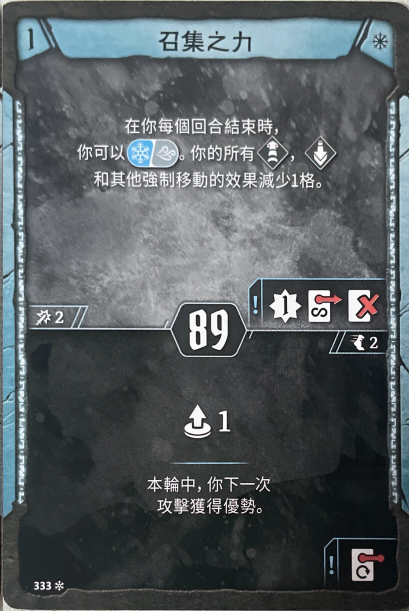 1
召集之力
在你每個回合結束時,
你可以。你的所有,
和其他強制移動的效果減少1格。
2
1
89
2
1
本輪中,你下一次
攻擊獲得優勢。
333